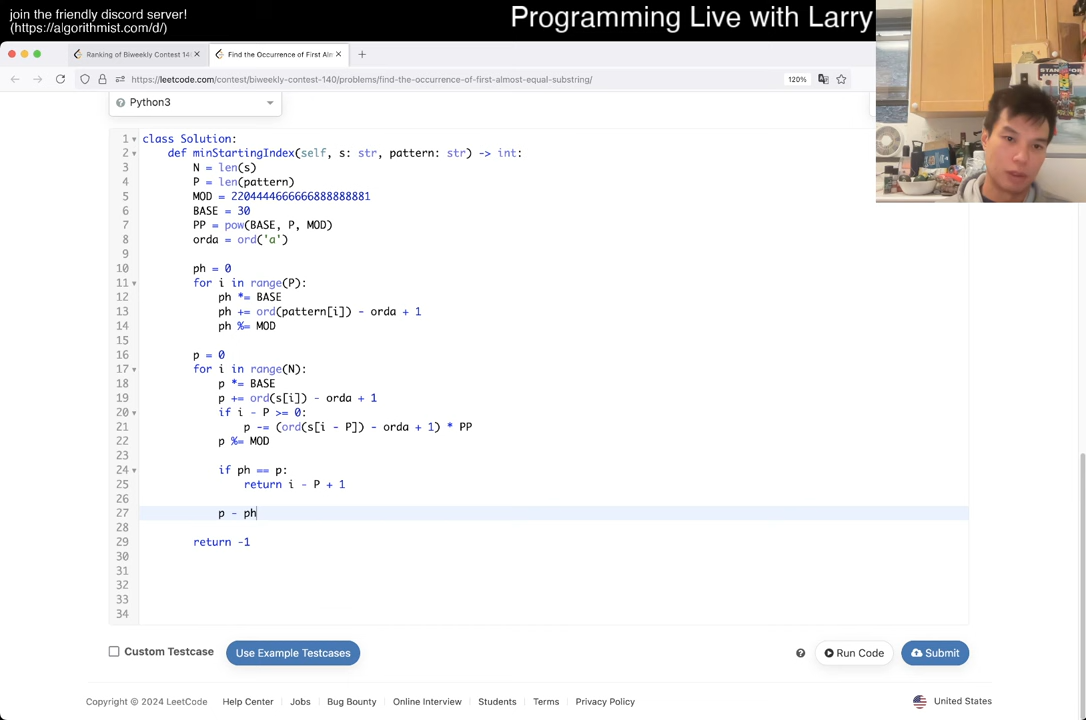 join the friendly discord server!
(https://algorithmist.com/d/)
Programming Live with Larry
Ranking of Biweekly Contest 14
Find the Occurrence of First Alm
https://leetcode.com/contest/biweekly-contest-140/problems/find-the-occurrence-of-first-almost-equal-substring/
120%
Python3
1 class Solution:
2 def minStartingIndex(self, s: str, pattern: str) -> int:
3 N = len(s)
4 P = len(pattern)
5 MOD = 2204444666666888888881
6 BASE = 30
7 PP = pow(BASE, P, MOD)
8 orda = ord('a')
9
10 ph = 0
11 for i in range(P):
12 ph *= BASE
13 ph += ord(pattern[i]) - orda + 1
14 ph %= MOD
15
16 p = 0
17 for i in range(N):
18 p *= BASE
19 p += ord(s[i]) - orda + 1
20 if i - P >= 0:
21 p -= (ord(s[i - P]) - orda + 1) * PP
22 p %= MOD
23
24 if ph == p:
25 return i - P + 1
26
27 p - ph
28
29 return -1
30
31
32
33
34
Custom Testcase
Use Example Testcases
Run Code
Submit
Copyright © 2024 LeetCode
Help Center
Jobs
Bug Bounty
Online Interview
Students
Terms
Privacy Policy
United States